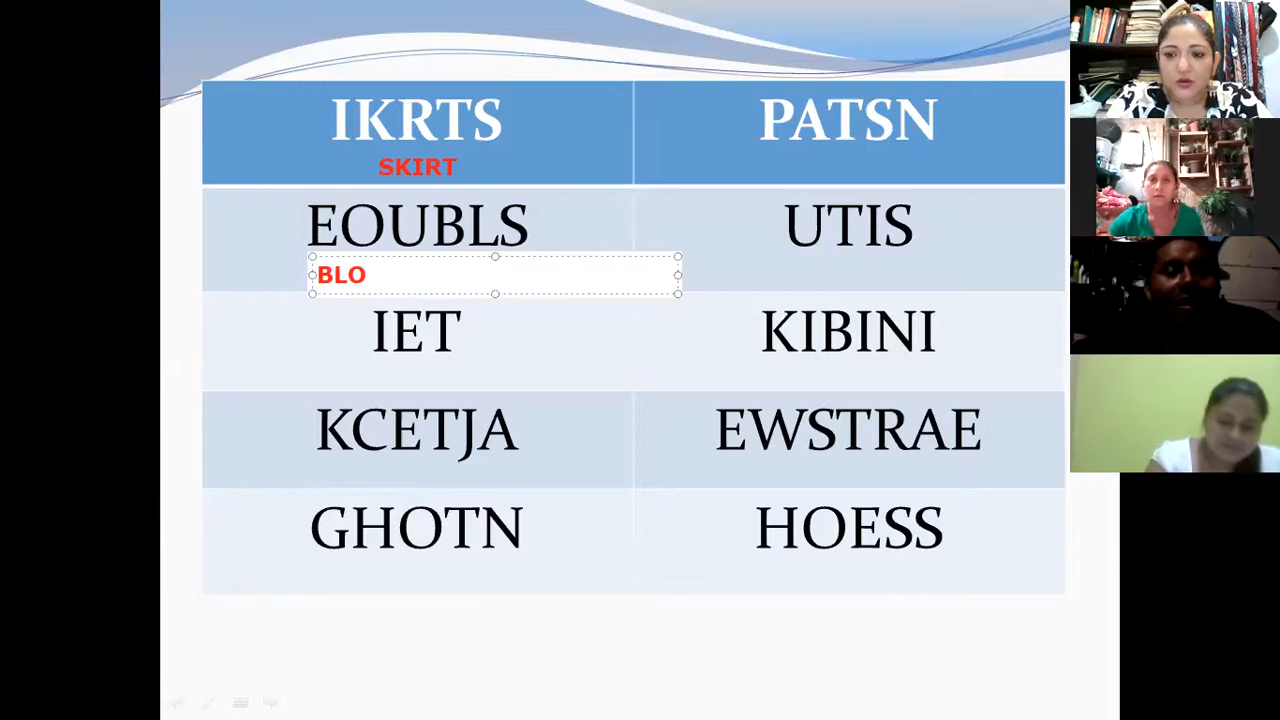 IKRTS PATSN
SKIRT
EOUBLS UTIS
BLO
IET KIBINI
KCETJA EWSTRAE
GHOTN HOESS